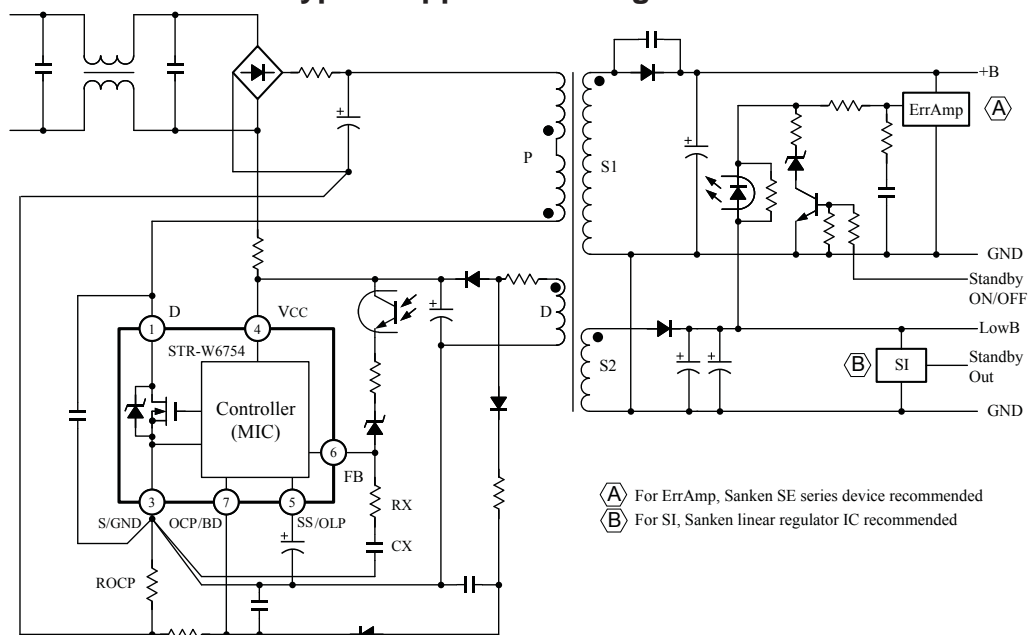 +B
ErrAmp
A
P
S1
GND
Standby
ON/OFF
D
D
VCC
1
4
STR-W6754
LowB
S2
B
SI
Standby
Out
Controller
(MIC)
GND
6
FB
3
7
5
S/GND
OCP/BD
SS/OLP
RX
A For ErrAmp, Sanken SE series device recommended
B For SI, Sanken linear regulator IC recommended
CX
ROCP